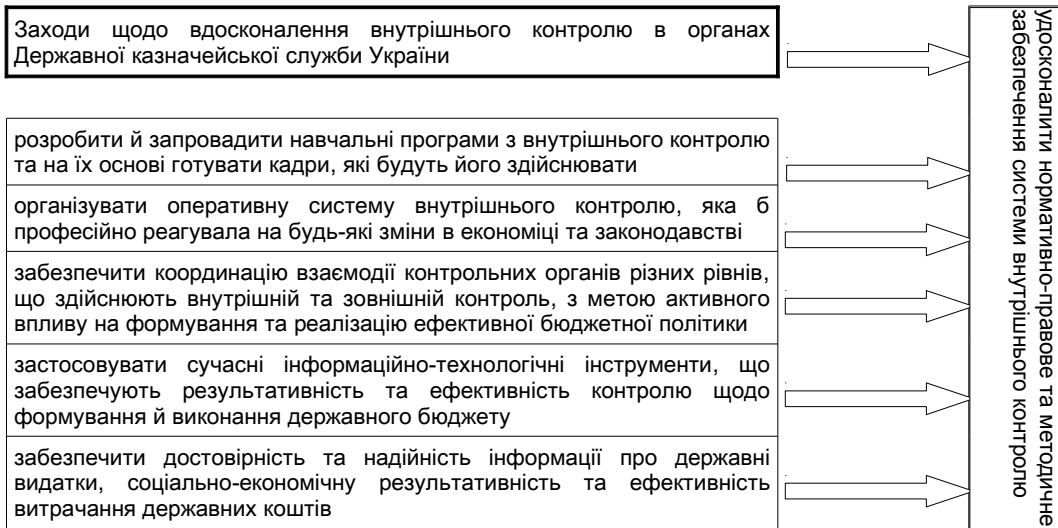 Заходи щодо вдосконалення внутрішнього контролю в органах
Державної казначейської служби України
розробити й запровадити навчальні програми з внутрішнього контролю
та на їх основі готувати кадри, які будуть його здійснювати
організувати оперативну систему внутрішнього контролю, яка б
професійно реагувала на будь-які зміни в економіці та законодавстві
забезпечити координацію взаємодії контрольних органів різних рівнів,
що здійснюють внутрішній та зовнішній контроль, з метою активного
впливу на формування та реалізацію ефективної бюджетної політики
застосовувати сучасні інформаційно-технологічні інструменти, що
забезпечують результативність та ефективність контролю щодо
формування й виконання державного бюджету
забезпечити достовірність та надійність інформації про державні
видатки, соціально-економічну результативність та ефективність
витрачання державних коштів
удосконалити нормативно-правове та методичне
забезпечення системи внутрішнього контролю